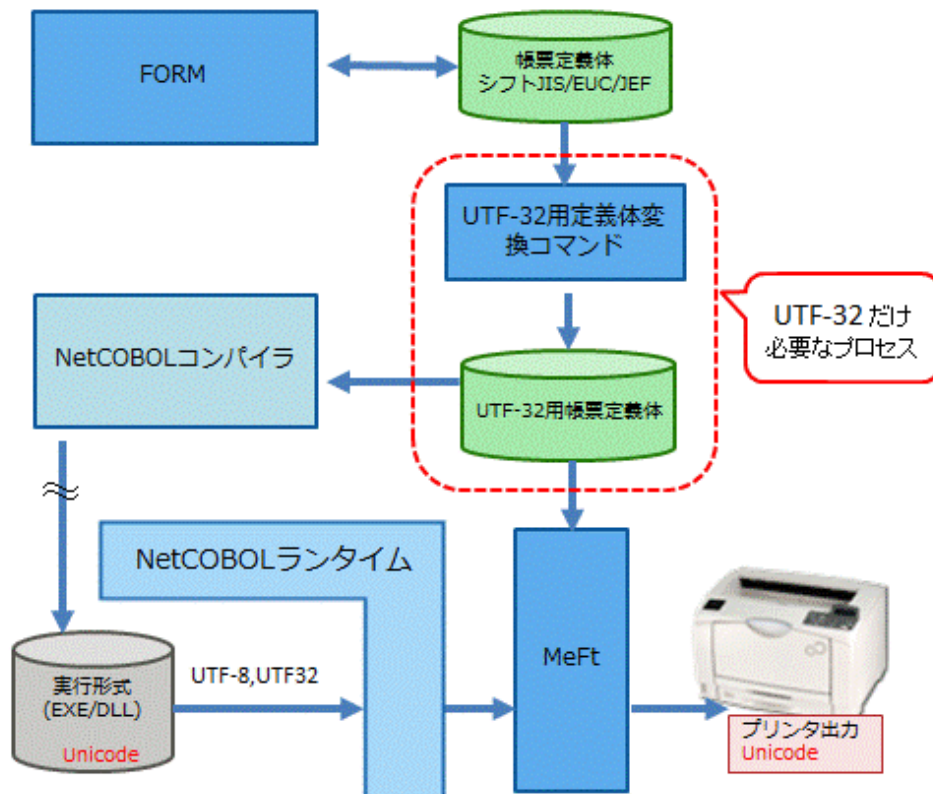 FORM
帳票定義体
シフトJIS/EUC/JEF
UTF-32用定義体変
換コマンド
UTF-32 だけ
必要なプロセス
NetCOBOLコンパイラ
UTF-32用帳票定義体
NetCOBOLランタイム
MeFt
実行形式
(EXE/DLL)
Unicode
UTF-8,UTF32
プリンタ出力
Unicode